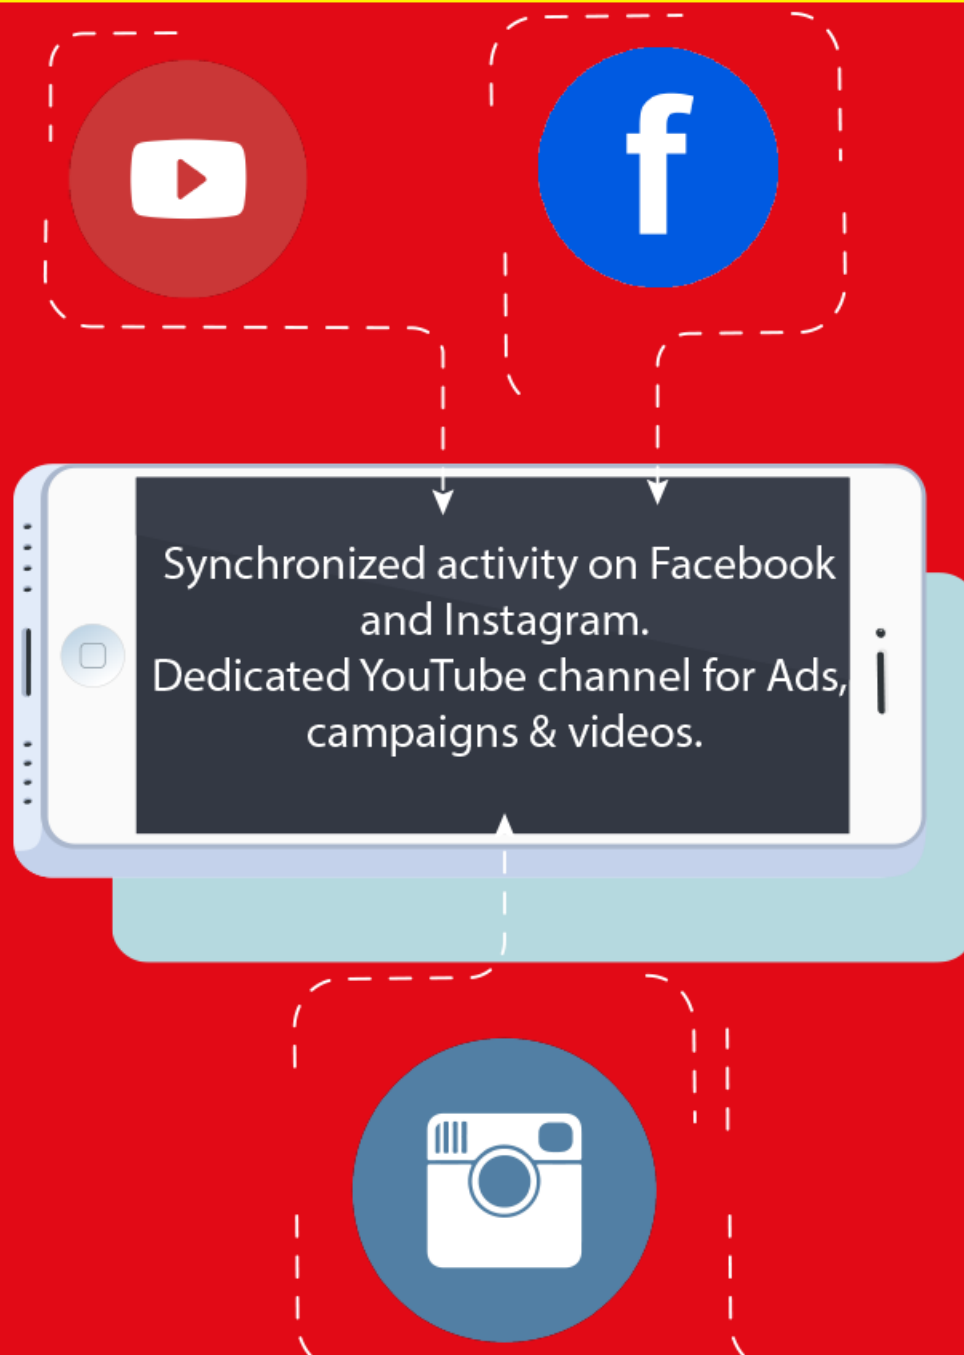 f
Synchronized activity on Facebook
and Instagram.
Dedicated YouTube channel for Ads,
campaigns & videos.